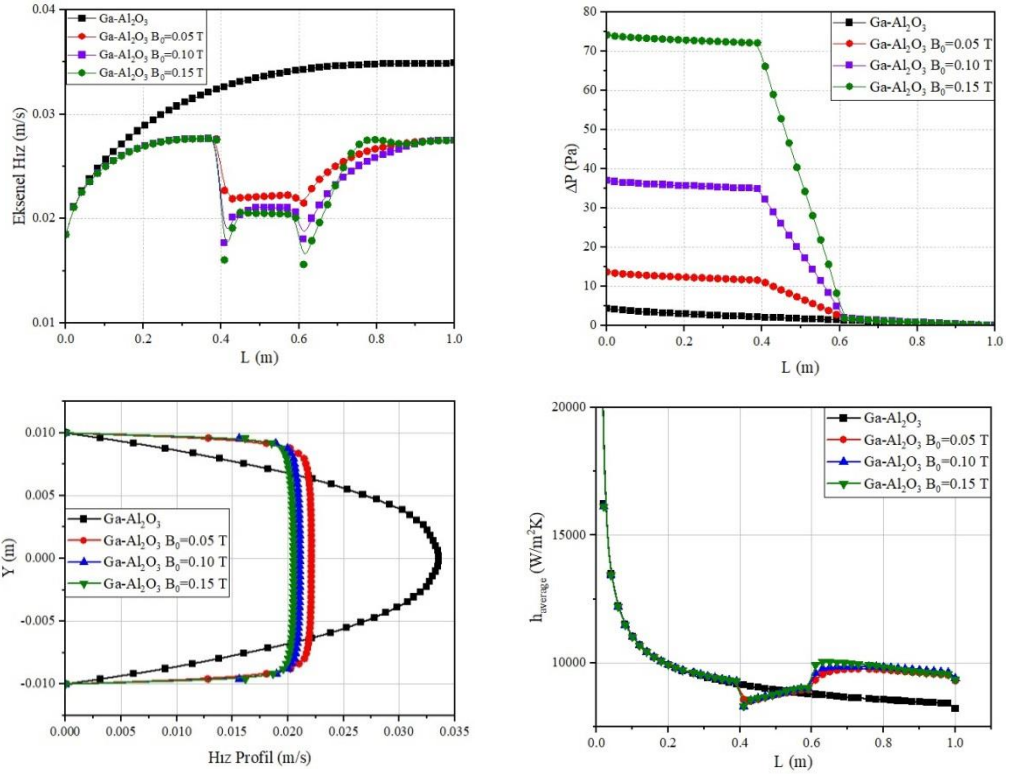 Ga-Al₂O₃
Ga-Al₂O₃ B₀=0.05 T
Ga-Al₂O₃ B₀=0.10 T
Ga-Al₂O₃ B₀=0.15 T
Eksenel Hız (m/s)
0.04
0.03
0.02
0.01
0.0 0.2 0.4 0.6 0.8 1.0
L (m)
Ga-Al₂O₃
Ga-Al₂O₃ B₀=0.05 T
Ga-Al₂O₃ B₀=0.10 T
Ga-Al₂O₃ B₀=0.15 T
ΔP (Pa)
80
70
60
50
40
30
20
10
0
0.0 0.2 0.4 0.6 0.8 1.0
L (m)
Ga-Al₂O₃
Ga-Al₂O₃ B₀=0.05 T
Ga-Al₂O₃ B₀=0.10 T
Ga-Al₂O₃ B₀=0.15 T
Y (m)
0.010
0.005
0.000
-0.005
-0.010
0.000 0.005 0.010 0.015 0.020 0.025 0.030 0.035
Hız Profil (m/s)
Ga-Al₂O₃
Ga-Al₂O₃ B₀=0.05 T
Ga-Al₂O₃ B₀=0.10 T
Ga-Al₂O₃ B₀=0.15 T
h average (W/m²K)
20000
15000
10000
0.0 0.2 0.4 0.6 0.8 1.0
L (m)